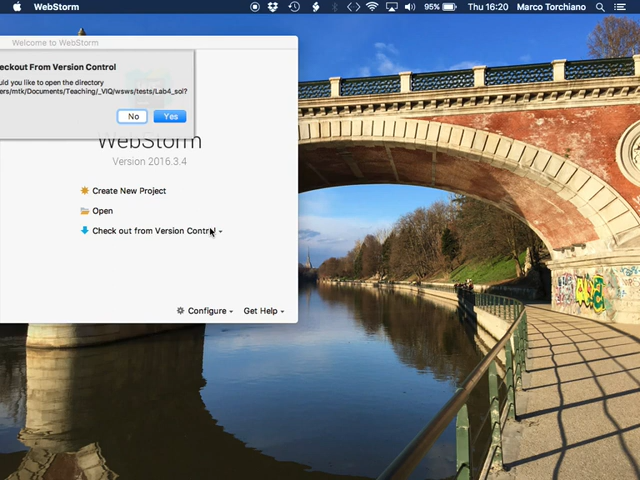 WebStorm
95%
Thu 16:20
Marco Torchiano
Welcome to WebStorm
eckout From Version Control
uld you like to open the directory
ers/mtk/Documents/Teaching/_VIQ/wsws/tests/Lab4_sol?
No
Yes
WebStorm
Version 2016.3.4
Create New Project
Open
Check out from Version Contr
Configure
Get Help